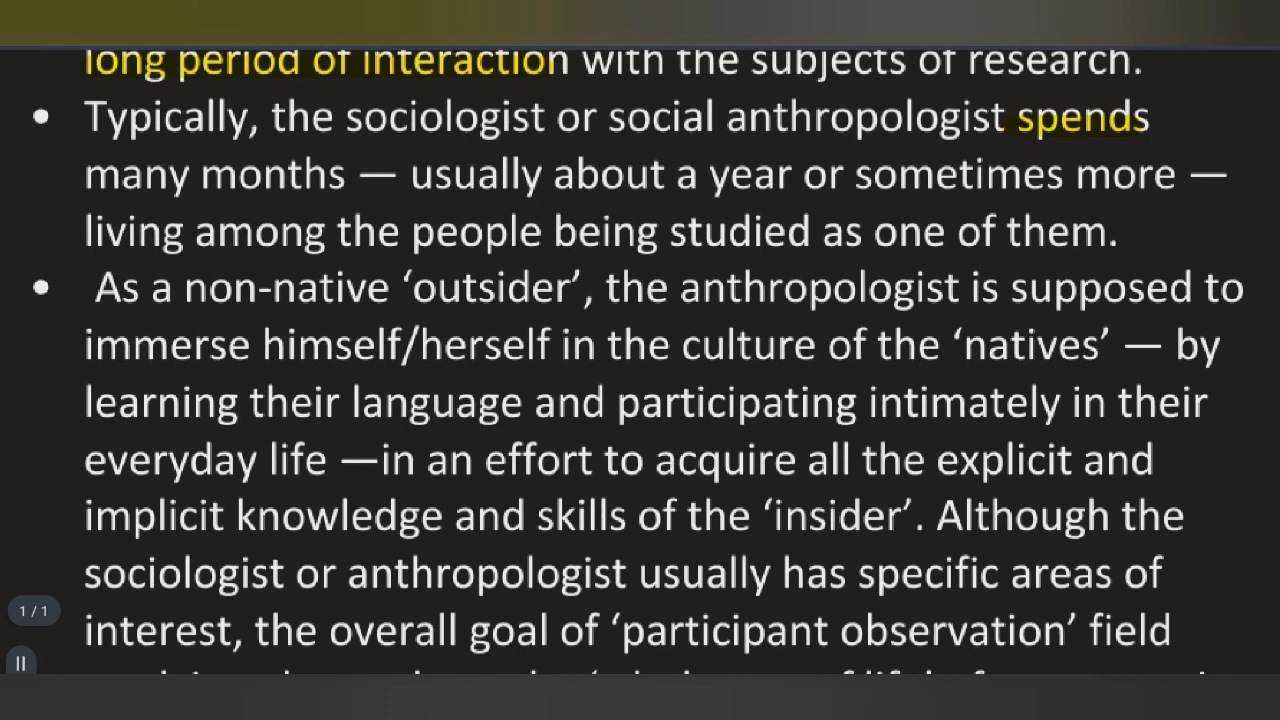 long period of interaction with the subjects of research.
• Typically, the sociologist or social anthropologist spends
many months — usually about a year or sometimes more —
living among the people being studied as one of them.
• As a non-native ‘outsider’, the anthropologist is supposed to
immerse himself/herself in the culture of the ‘natives’ — by
learning their language and participating intimately in their
everyday life —in an effort to acquire all the explicit and
implicit knowledge and skills of the ‘insider’. Although the
sociologist or anthropologist usually has specific areas of
1 / 1
interest, the overall goal of ‘participant observation’ field